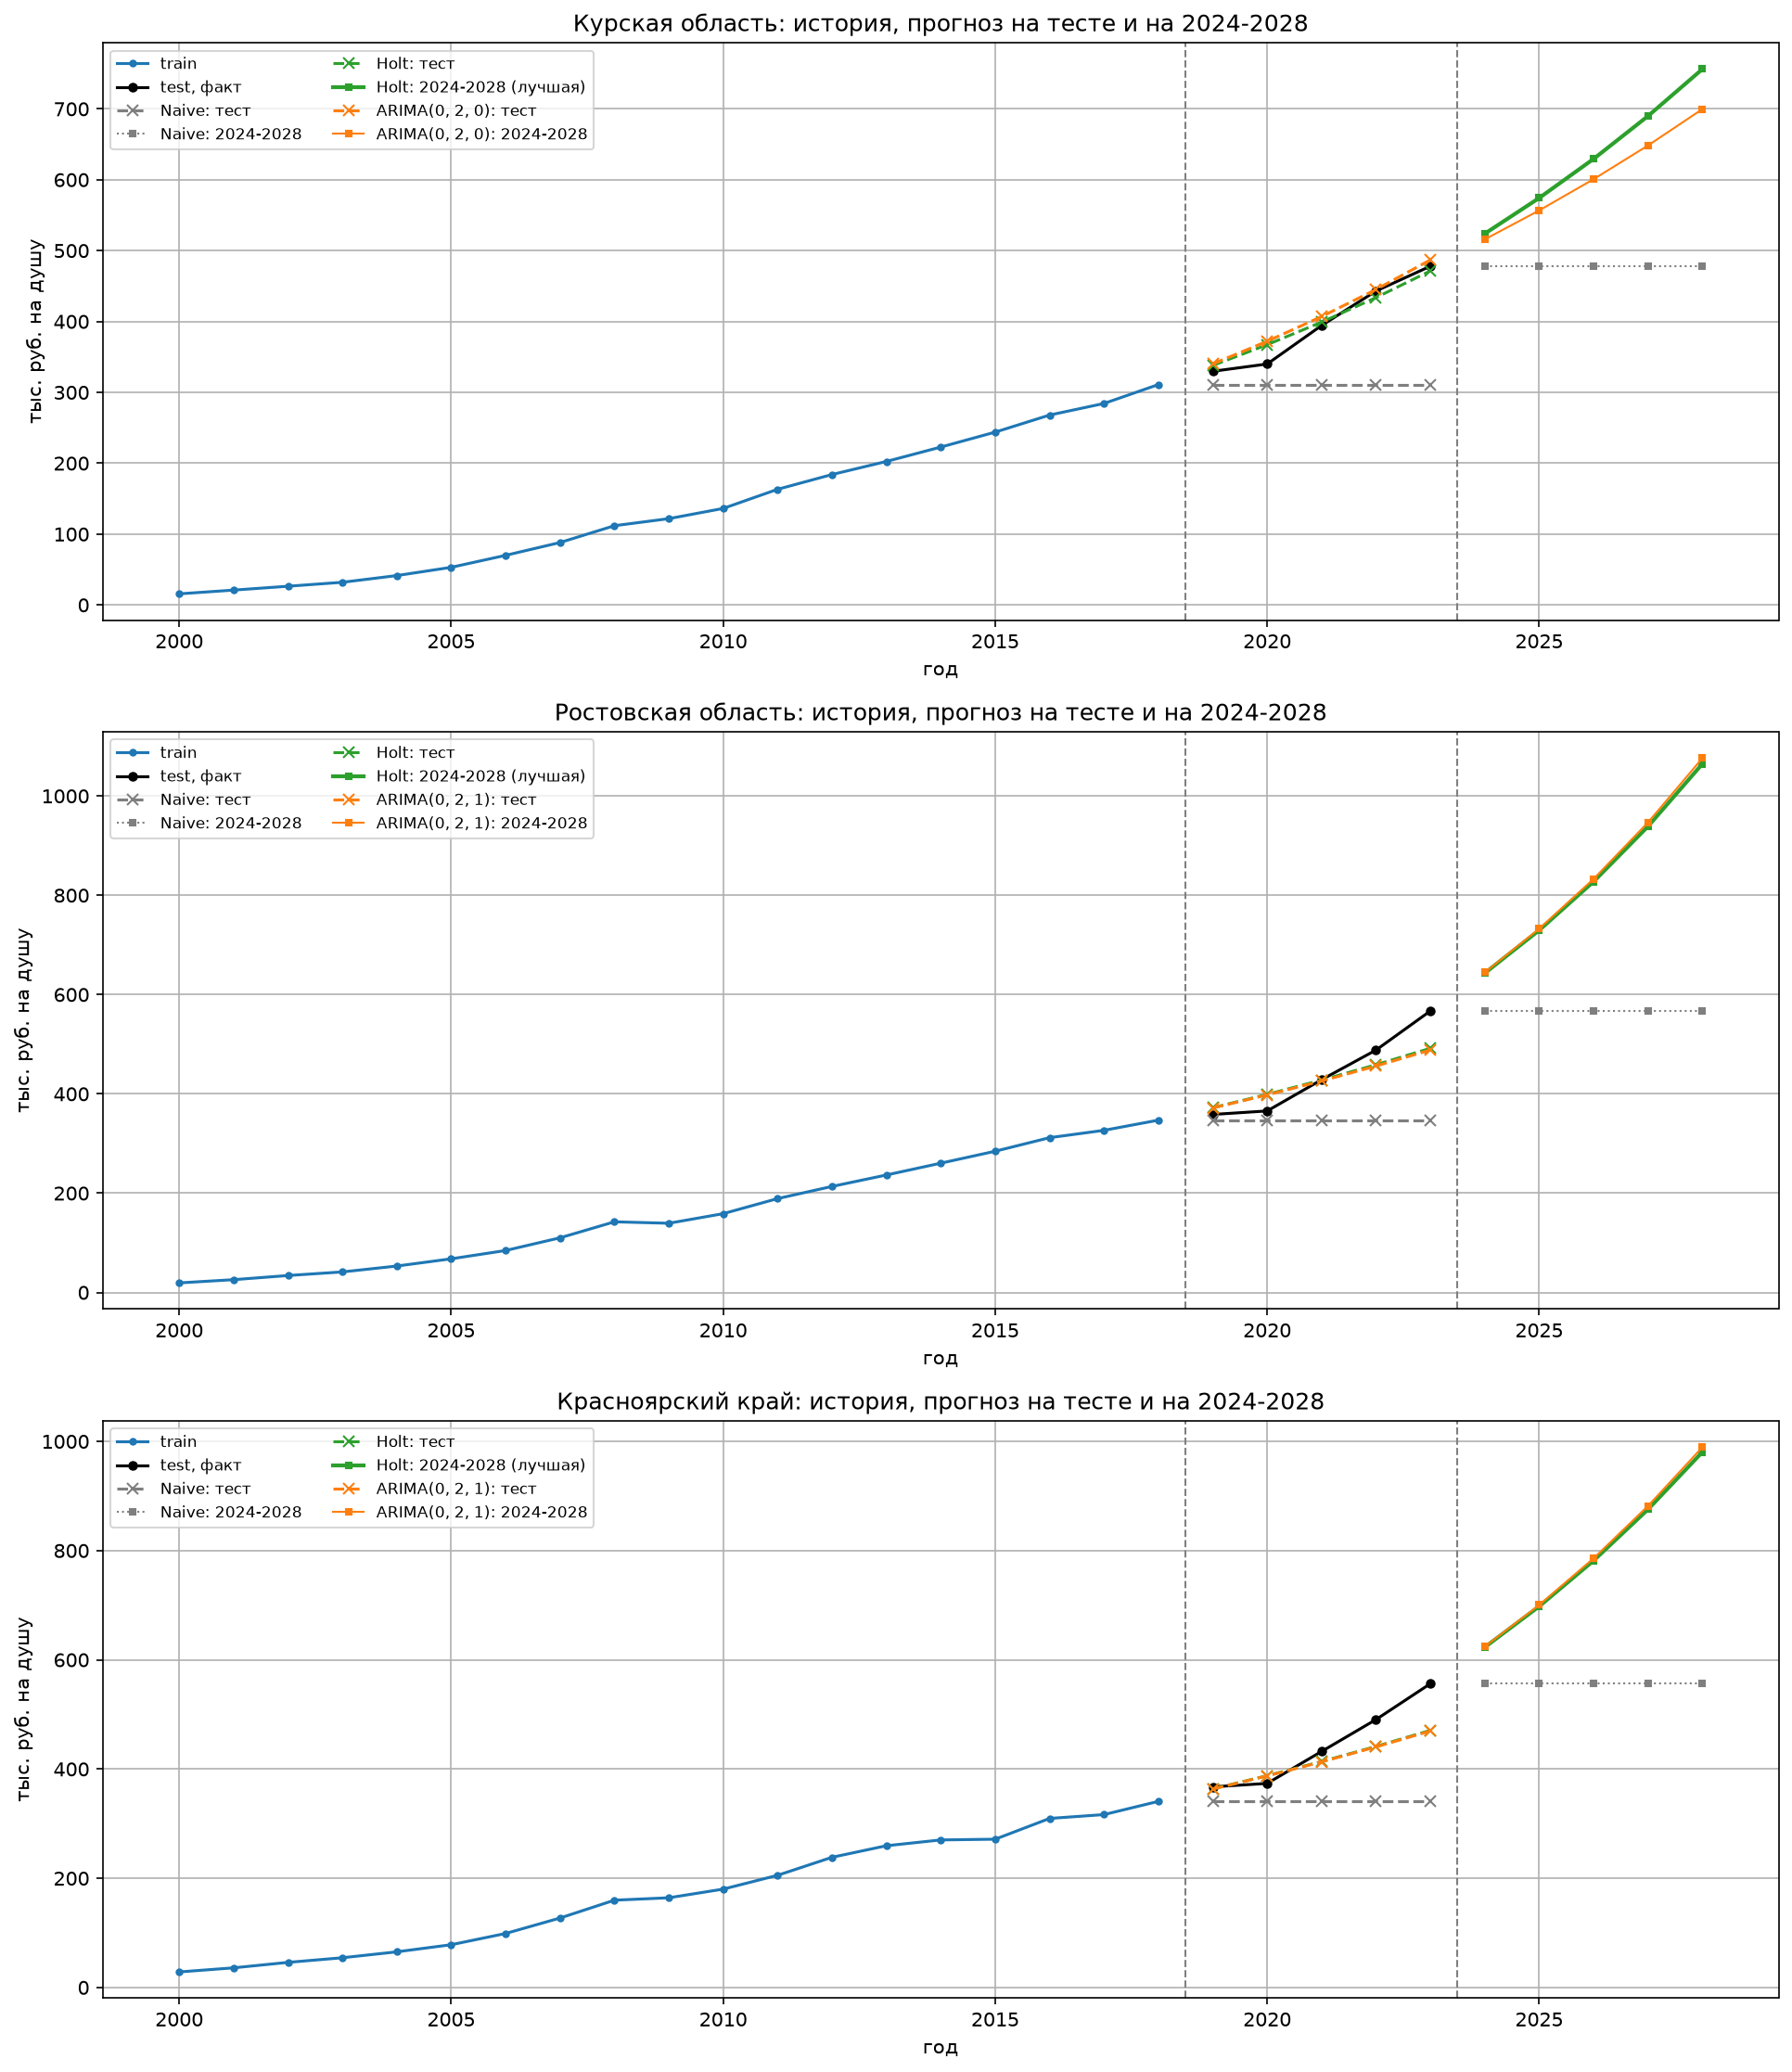 Курская область: история, прогноз на тесте и на 2024-2028
train
test, факт
Naive: тест
Naive: 2024-2028
Holt: тест
Holt: 2024-2028 (лучшая)
ARIMA(0, 2, 0): тест
ARIMA(0, 2, 0): 2024-2028
тыс. руб. на душу
700
600
500
400
300
200
100
0
2000 2005 2010 2015 2020 2025
год
Ростовская область: история, прогноз на тесте и на 2024-2028
train
test, факт
Naive: тест
Naive: 2024-2028
Holt: тест
Holt: 2024-2028 (лучшая)
ARIMA(0, 2, 1): тест
ARIMA(0, 2, 1): 2024-2028
тыс. руб. на душу
1000
800
600
400
200
0
2000 2005 2010 2015 2020 2025
год
Красноярский край: история, прогноз на тесте и на 2024-2028
train
test, факт
Naive: тест
Naive: 2024-2028
Holt: тест
Holt: 2024-2028 (лучшая)
ARIMA(0, 2, 1): тест
ARIMA(0, 2, 1): 2024-2028
тыс. руб. на душу
1000
800
600
400
200
0
2000 2005 2010 2015 2020 2025
год